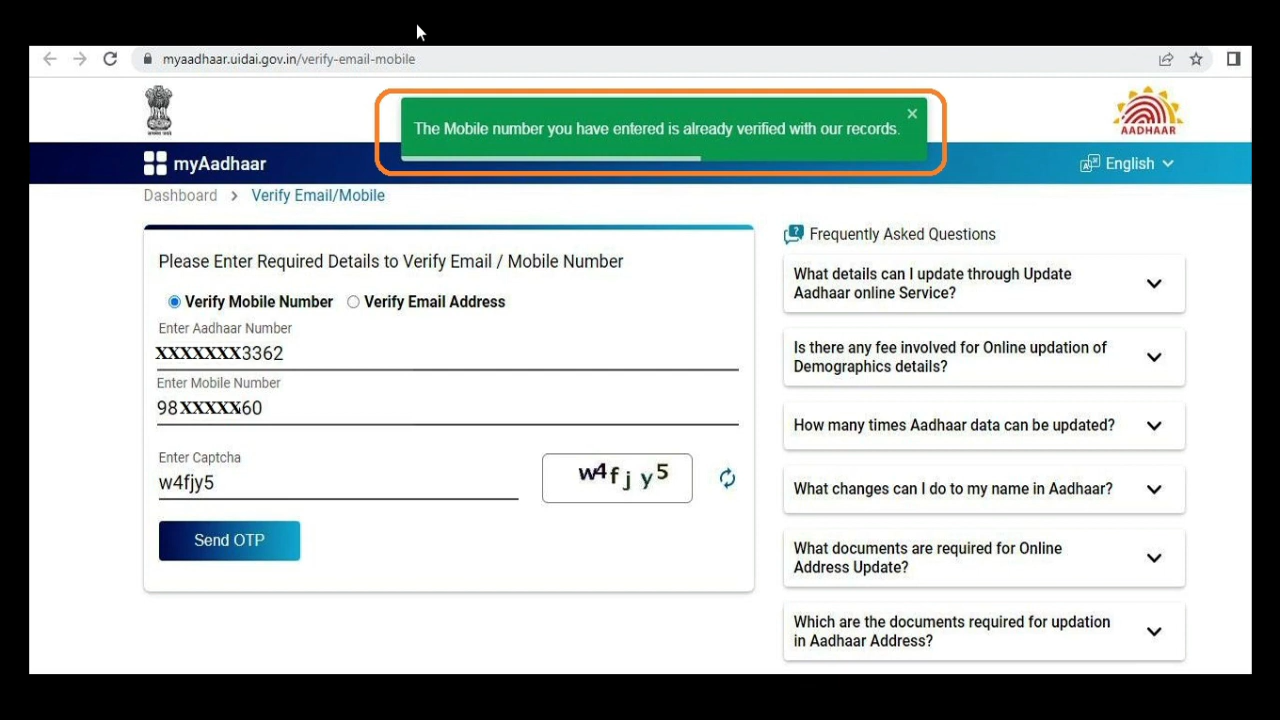 myaadhaar.uidai.gov.in/verify-email-mobile
The Mobile number you have entered is already verified with our records.
AADHAAR
myAadhaar
English
Dashboard > Verify Email/Mobile
Please Enter Required Details to Verify Email / Mobile Number
Verify Mobile Number Verify Email Address
Enter Aadhaar Number
XXXXXXX3362
Enter Mobile Number
98XXXXX60
Enter Captcha
w4fjy5
w4fjy5
Send OTP
Frequently Asked Questions
What details can I update through Update
Aadhaar online Service?
Is there any fee involved for Online updation of
Demographics details?
How many times Aadhaar data can be updated?
What changes can I do to my name in Aadhaar?
What documents are required for Online
Address Update?
Which are the documents required for updation
in Aadhaar Address?